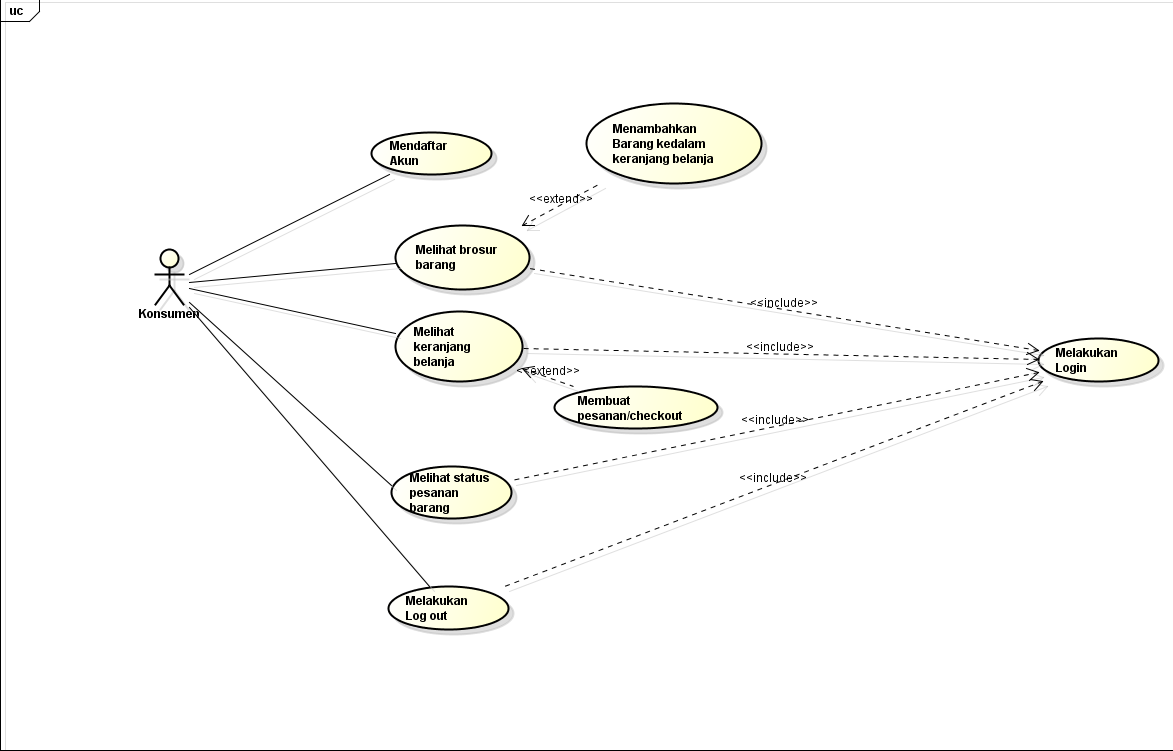 uc
Mendaftar
Akun
Menambahkan
Barang kedalam
keranjang belanja
<<extend>>
Melihat brosur
barang
<<include>>
Konsumen
Melihat
keranjang
belanja
<<include>>
Melakukan
Login
<<extend>>
Membuat
pesanan/checkout
<<include>>
Melihat status
pesanan
barang
<<include>>
Melakukan
Log out